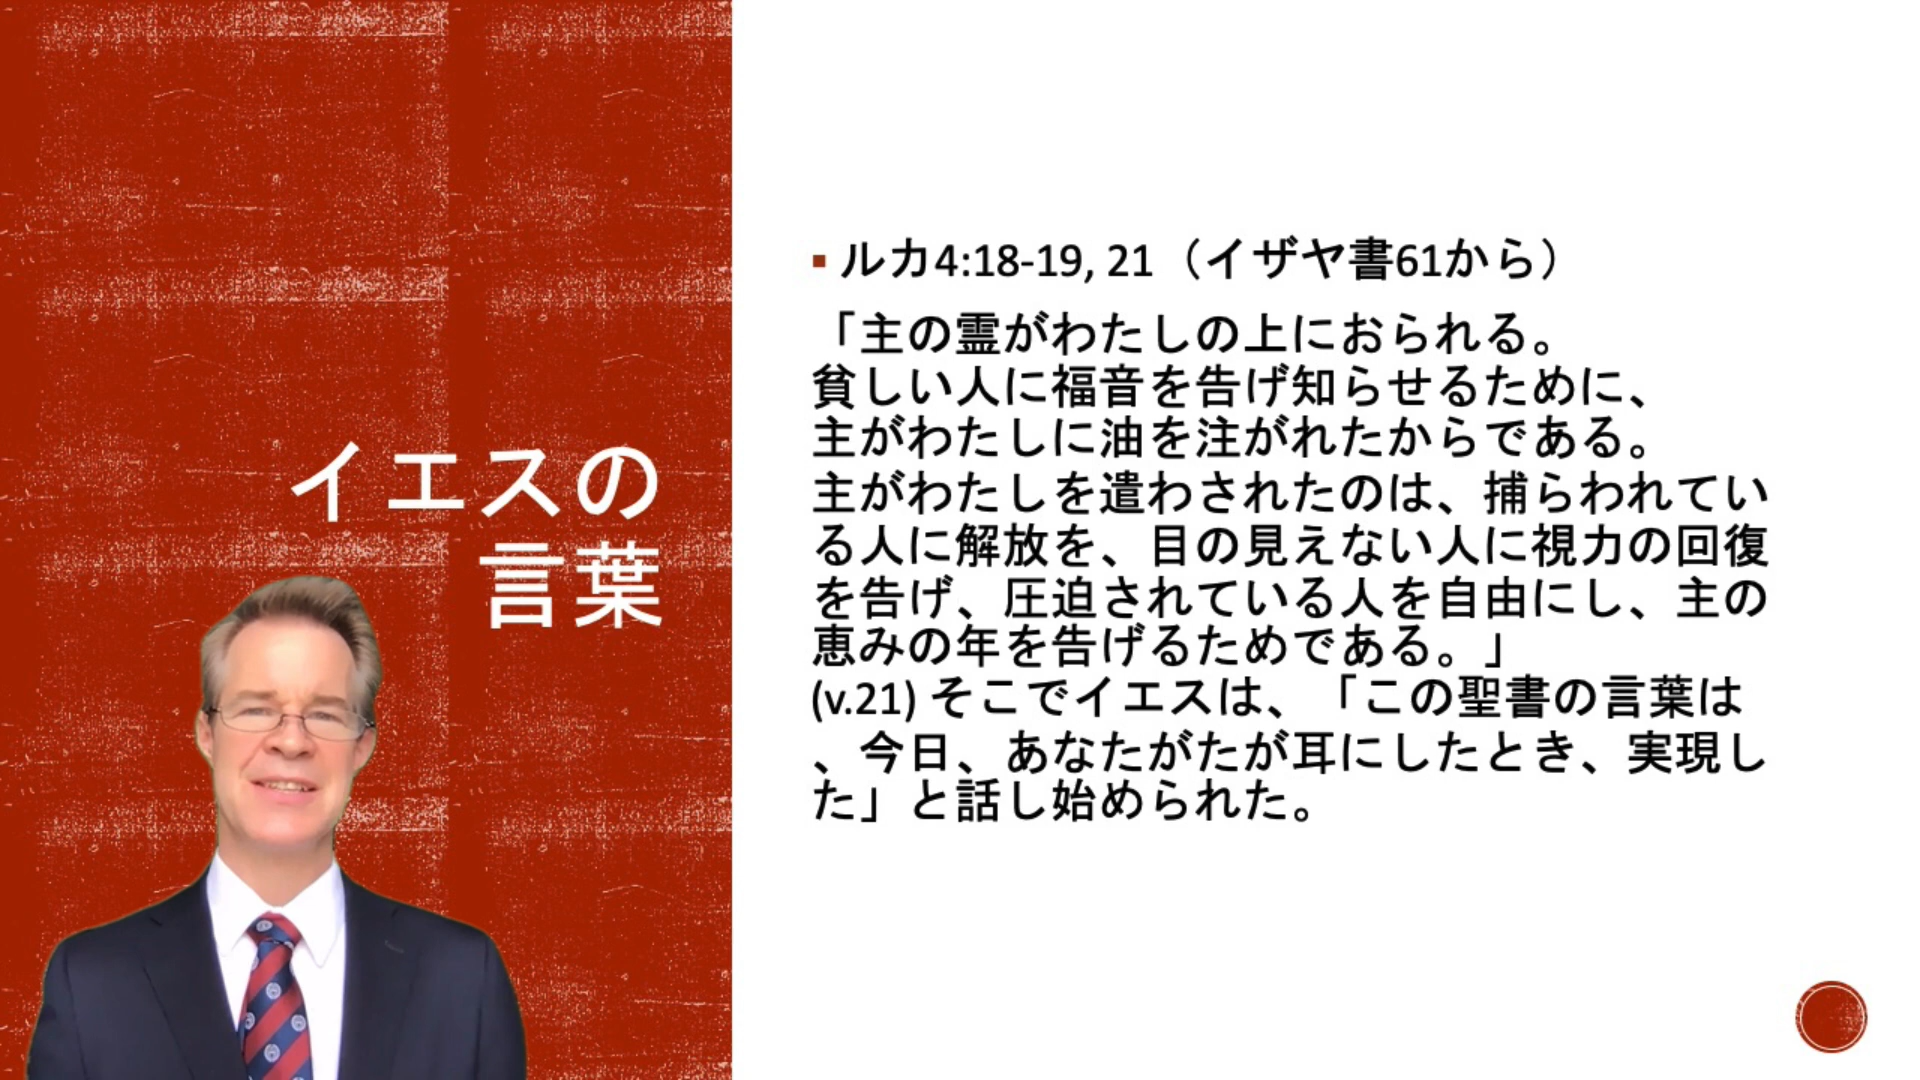 イエスの
言葉
▪ ルカ4:18-19, 21（イザヤ書61から）
「主の霊がわたしの上におられる。
貧しい人に福音を告げ知らせるために、
主がわたしに油を注がれたからである。
主がわたしを遣わされたのは、捕らわれてい
る人に解放を、目の見えない人に視力の回復
を告げ、圧迫されている人を自由にし、主の
恵みの年を告げるためである。」
(v.21) そこでイエスは、「この聖書の言葉は
、今日、あなたがたが耳にしたとき、実現し
た」と話し始められた。